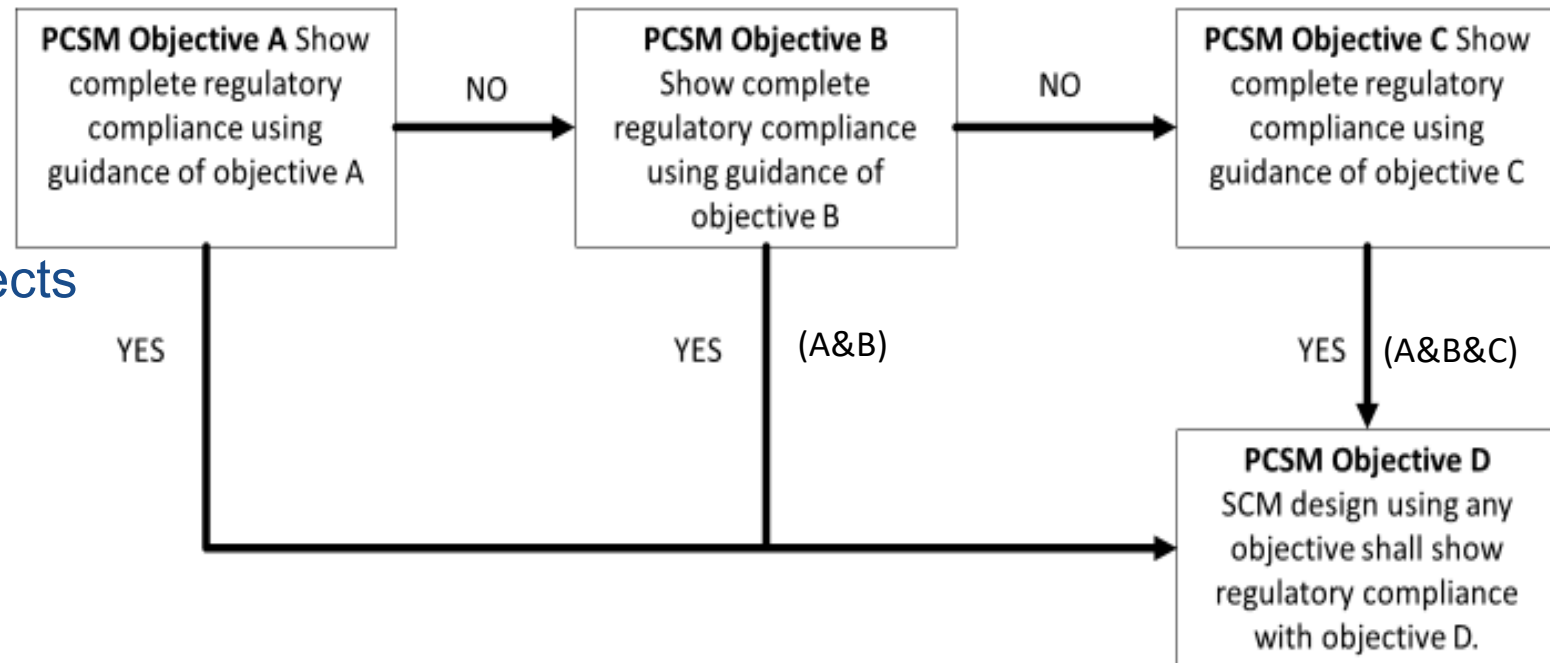 PCSM Objective A Show
complete regulatory
compliance using
guidance of objective A
NO
PCSM Objective B
Show complete
regulatory compliance
using guidance of
objective B
NO
PCSM Objective C Show
complete regulatory
compliance using
guidance of objective C
ects
YES
YES
(A&B)
YES
(A&B&C)
PCSM Objective D
SCM design using any
objective shall show
regulatory compliance
with objective D.